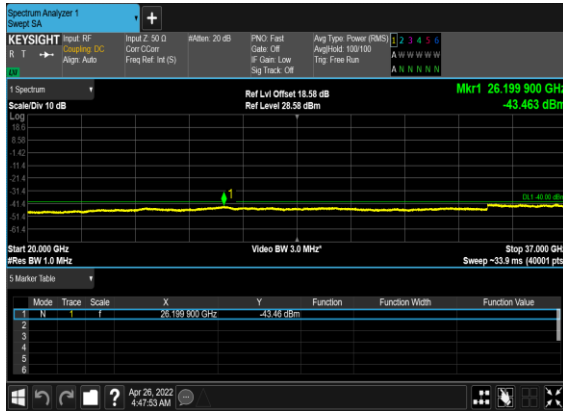 Spectrum Analyzer 1
Swept SA
+
KEYSIGHT Input: RF Input Z: 50 Ω #Atten: 20 dB PNO: Fast Avg Type: Power (RMS) 1 2 3 4 5 6
R T Coupling: DC Corr CCorr Gate: Off Avg|Hold: 100/100 A W W W W W
Align: Auto Freq Ref: Int (S) IF Gain: Low Trig: Free Run
LU Sig Track: Off A N N N N N
1 Spectrum Ref Lvl Offset 18.58 dB Mkr1 26.199 900 GHz
Scale/Div 10 dB Ref Level 28.58 dBm -43.463 dBm
Log
18.6
8.58
-1.42
-11.4
-21.4
-31.4 1 DL1 -40.00 dBm
-41.4
-51.4
-61.4
Start 20.000 GHz Video BW 3.0 MHz* Stop 37.000 GHz
#Res BW 1.0 MHz Sweep ~33.9 ms (40001 pts)
5 Marker Table
Mode Trace Scale X Y Function Function Width Function Value
1 N 1 f 26.199 900 GHz -43.46 dBm
2
3
4
5
6
? Apr 26, 2022
4:47:53 AM